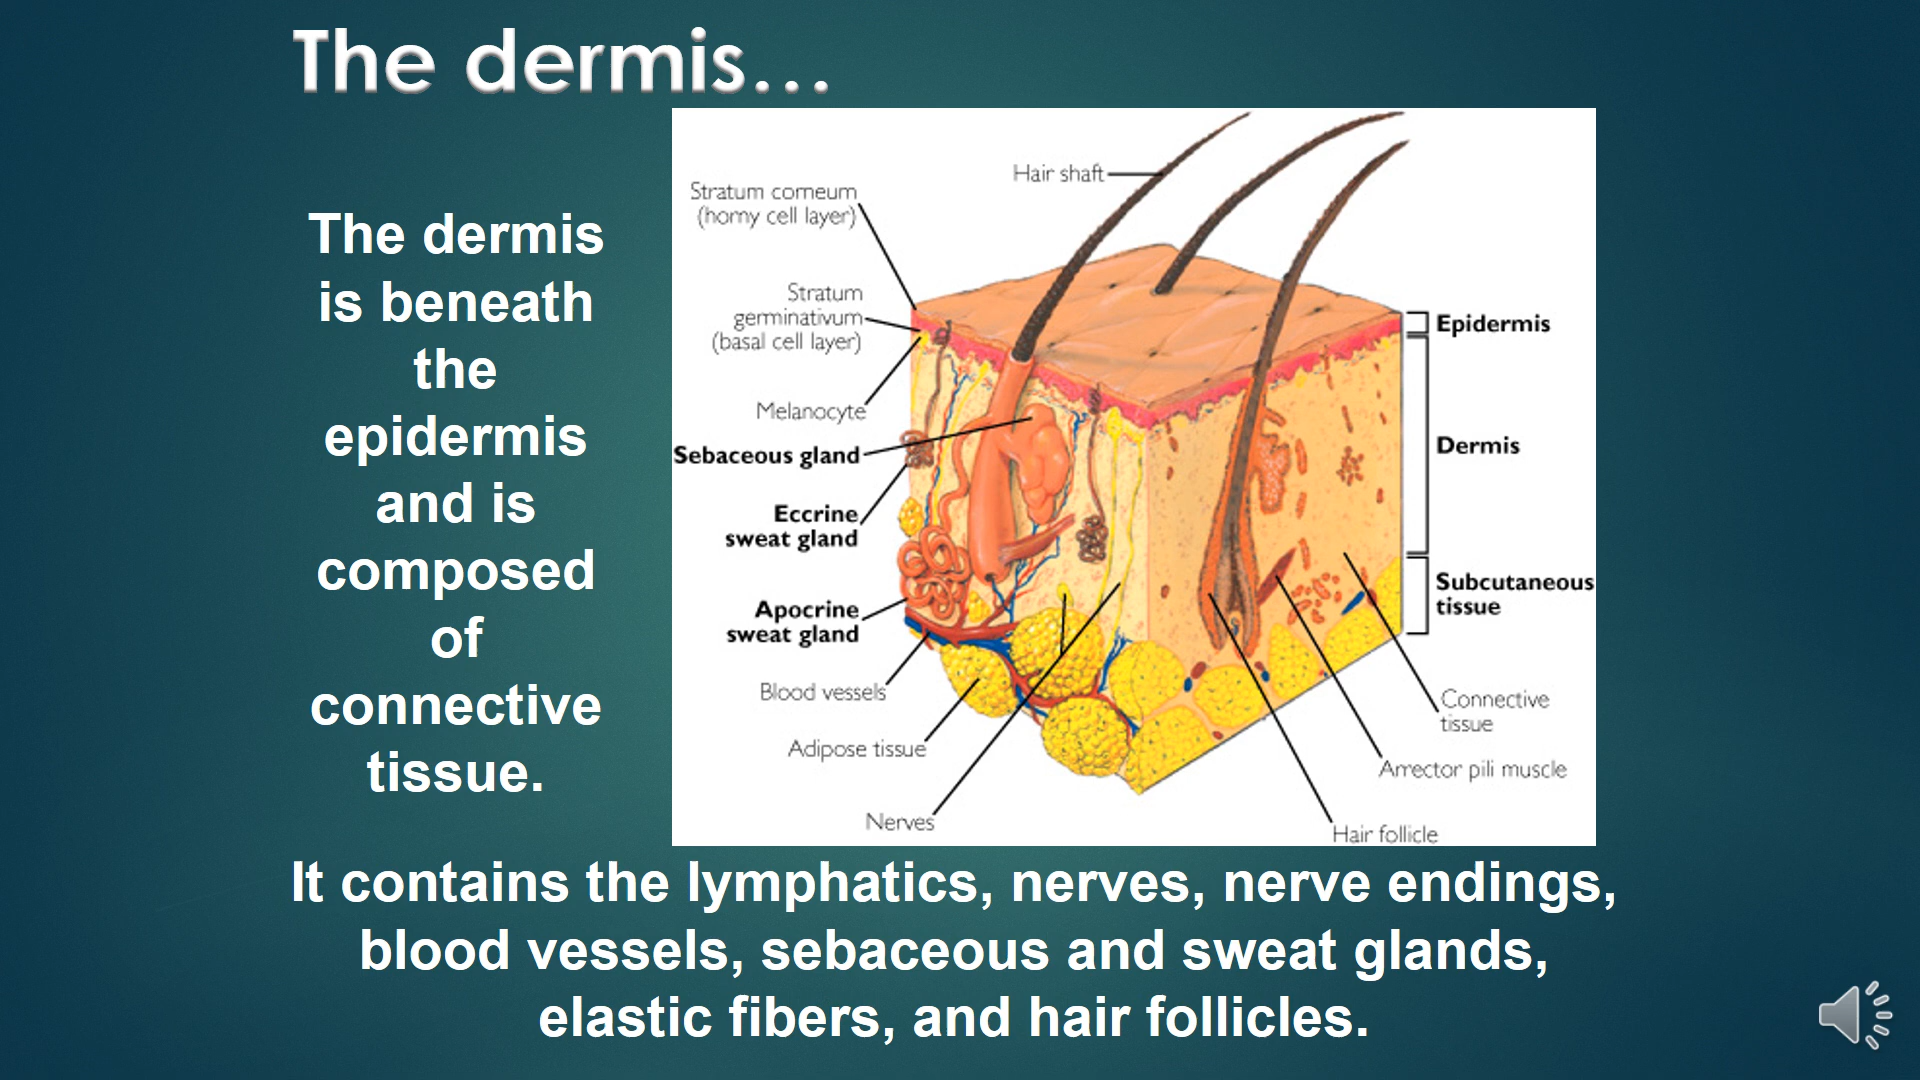 The dermis...
The dermis
is beneath
the
epidermis
and is
composed
of
connective
tissue.
Hair shaft
Stratum corneum
(horny cell layer)
Stratum
germinativum
(basal cell layer)
Melanocyte
Sebaceous gland
Eccrine
sweat gland
Apocrine
sweat gland
Blood vessels
Adipose tissue
Nerves
Epidermis
Dermis
Subcutaneous
tissue
Connective
tissue
Arrector pili muscle
Hair follicle
It contains the lymphatics, nerves, nerve endings,
blood vessels, sebaceous and sweat glands,
elastic fibers, and hair follicles.